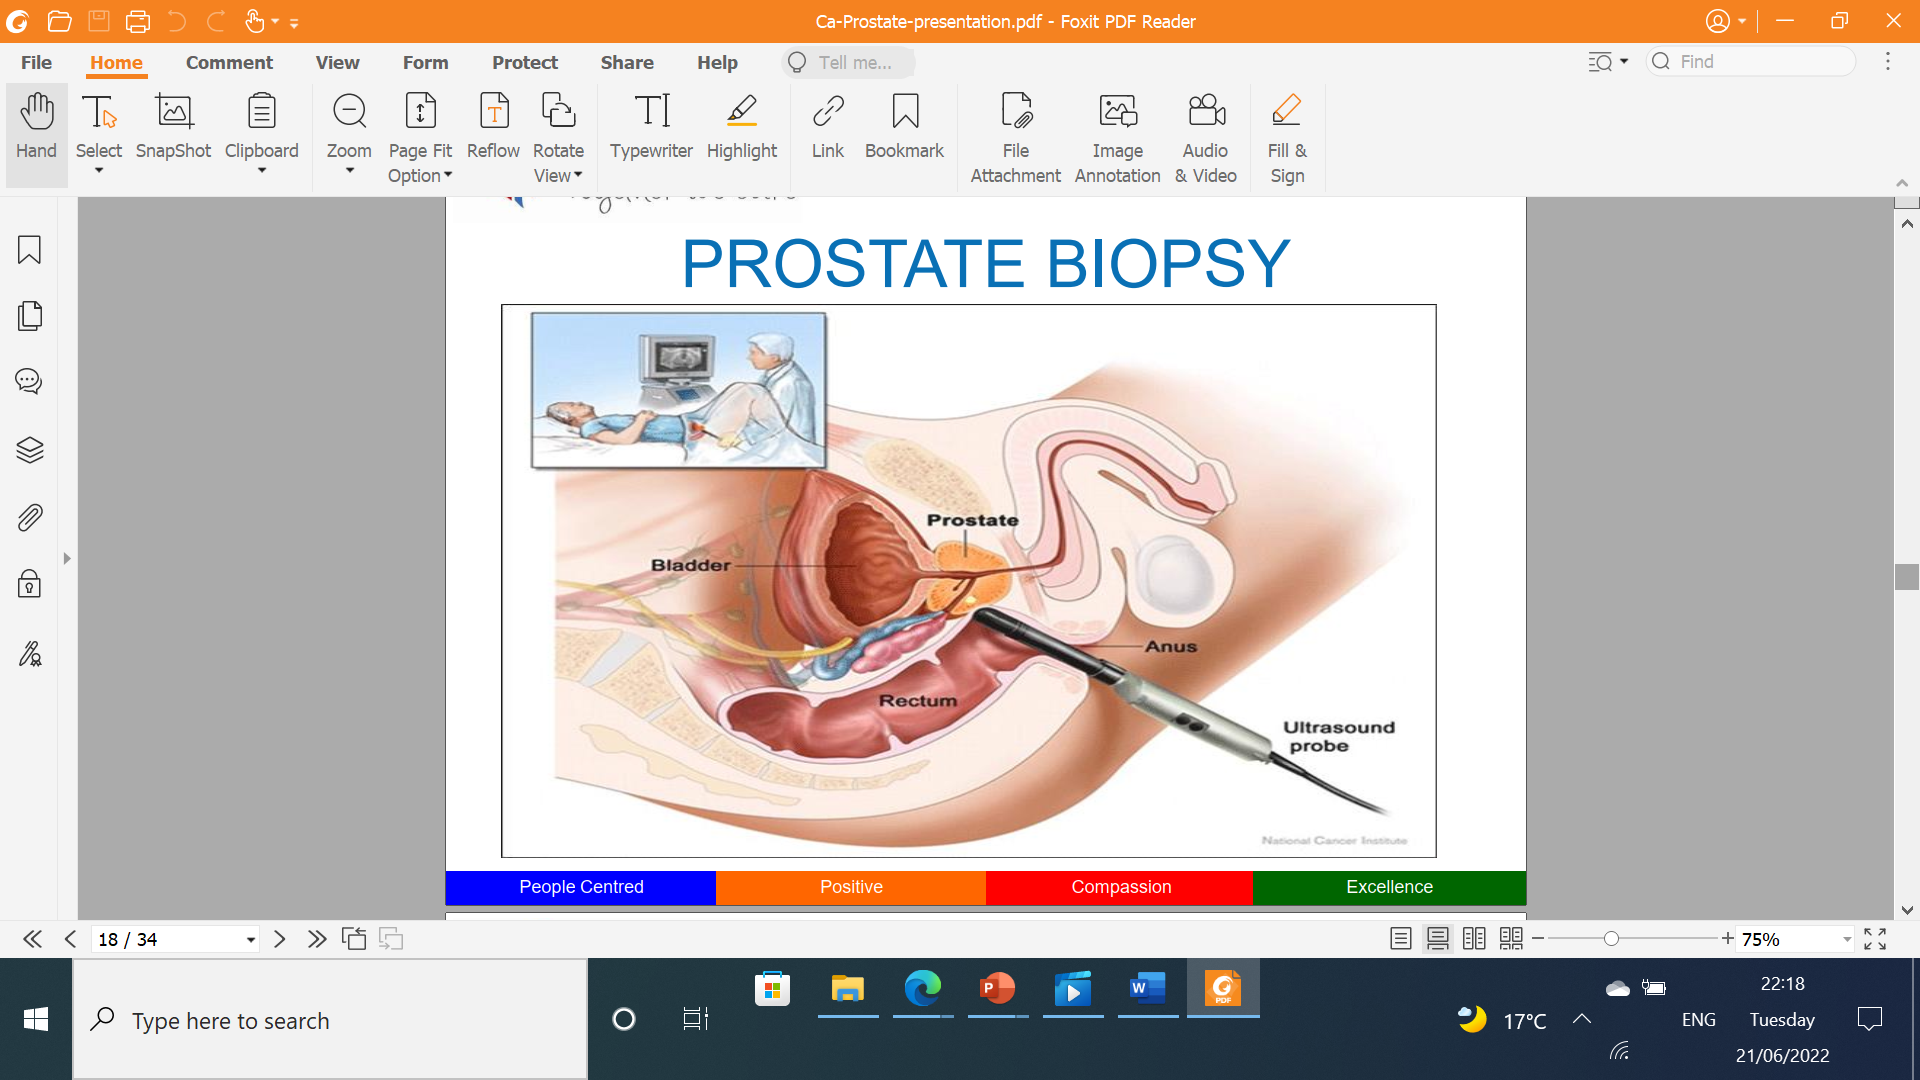 Ca-Prostate-presentation.pdf - Foxit PDF Reader
File Home Comment View Form Protect Share Help Tell me... Find
Hand Select SnapShot Clipboard Zoom Page Fit Option Reflow Rotate View Typewriter Highlight Link Bookmark File Attachment Image Annotation Audio & Video Fill & Sign
PROSTATE BIOPSY
Prostate
Bladder
Anus
Rectum
Ultrasound
probe
National Cancer Institute
People Centred Positive Compassion Excellence
18 / 34
75%
Type here to search
17°C
ENG
22:18
Tuesday
21/06/2022